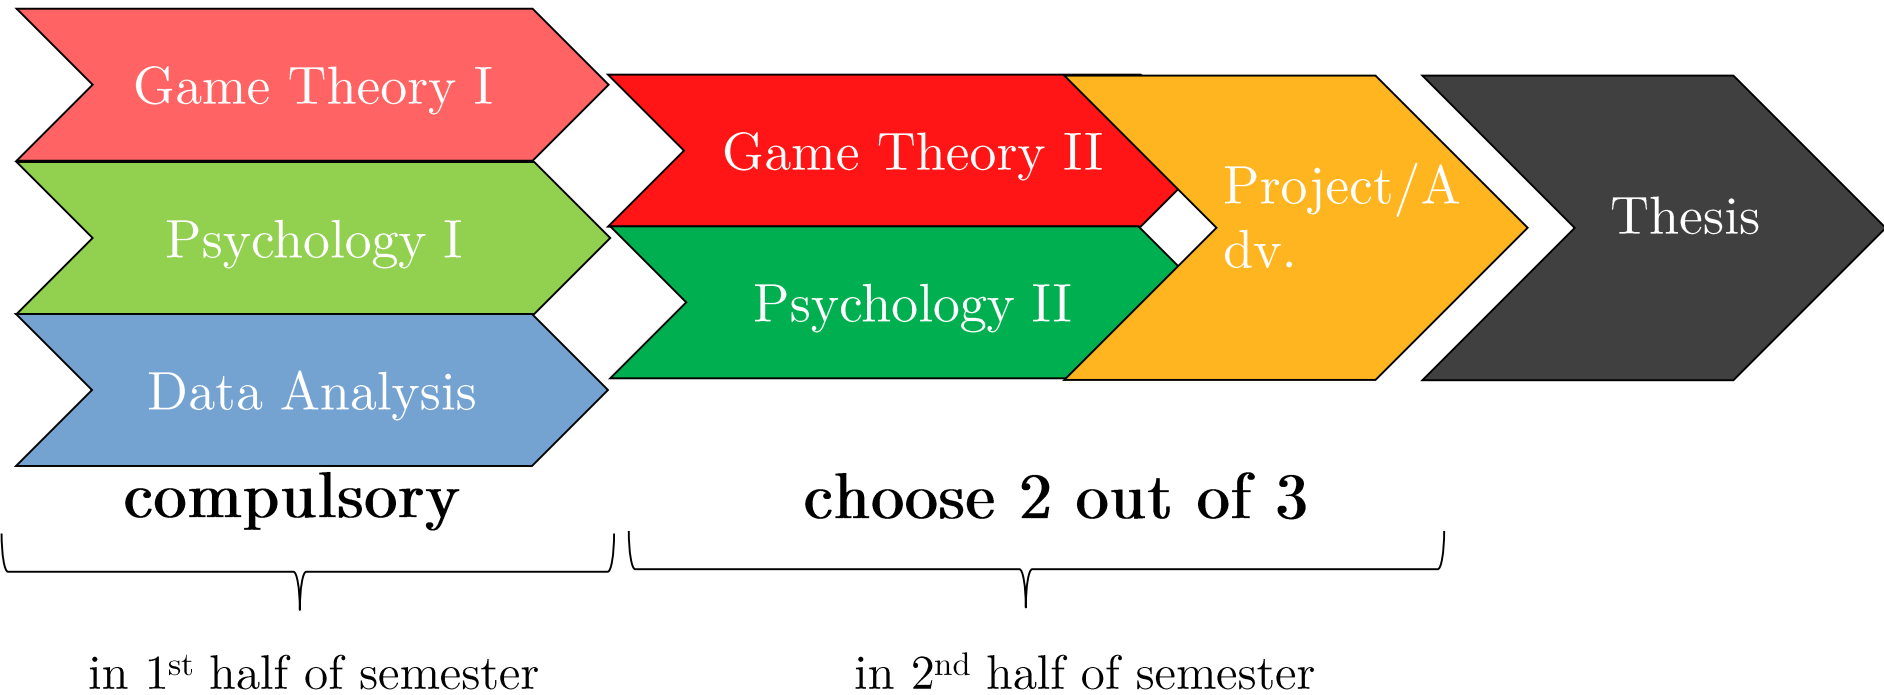 Game Theory I
Psychology I
Data Analysis
Game Theory II
Psychology II
Project/A
dv.
Thesis
compulsory
choose 2 out of 3
in 1st half of semester
in 2nd half of semester